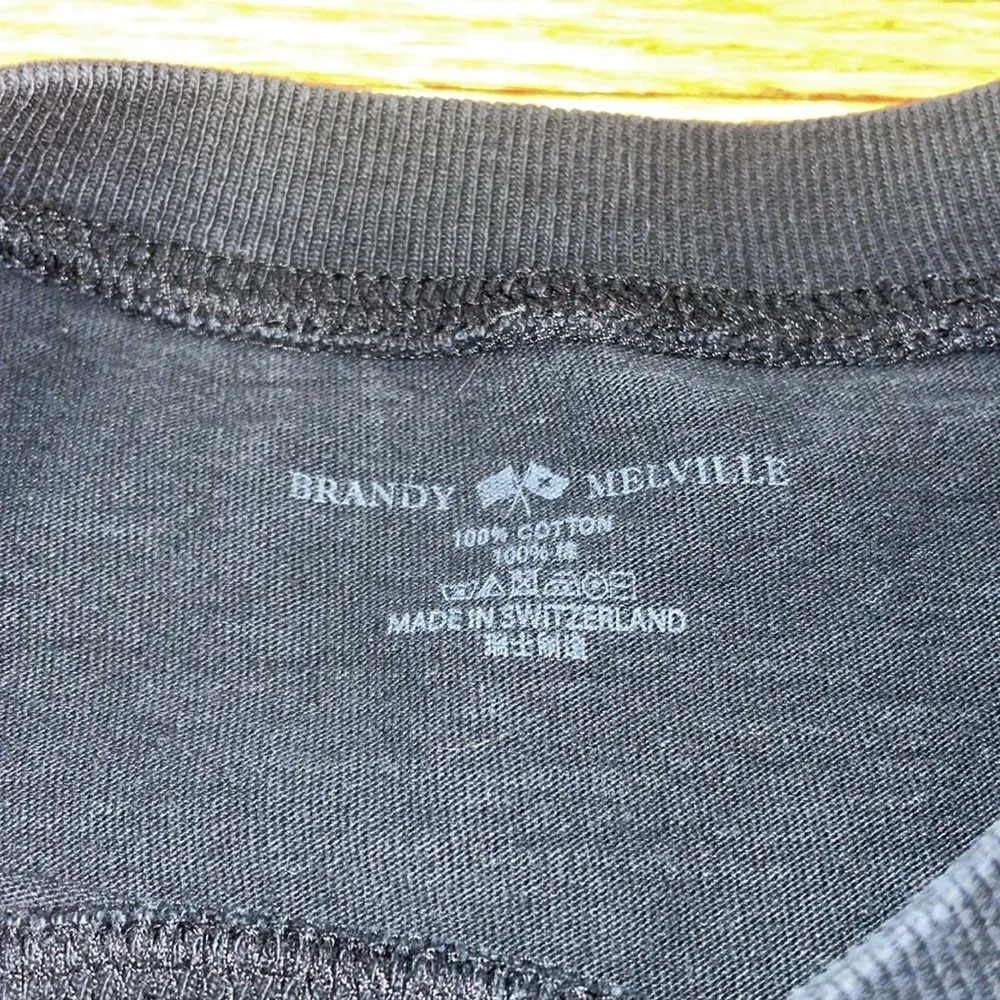 BRANDY MELVILLE
100% COTTON
100% 棉
MADE IN SWITZERLAND
瑞士制造